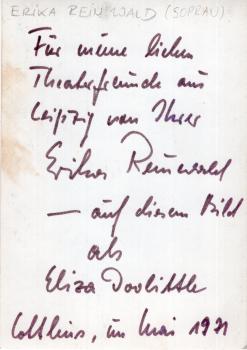 ERIKA REINWALD (SOPRAN)
Für meine lieben
Theaterfreunde aus
Leipzig von Ihrer
Erika Reinwald
— auf diesem Bild
als
Eliza Doolittle
Cottbus, im Mai 1971